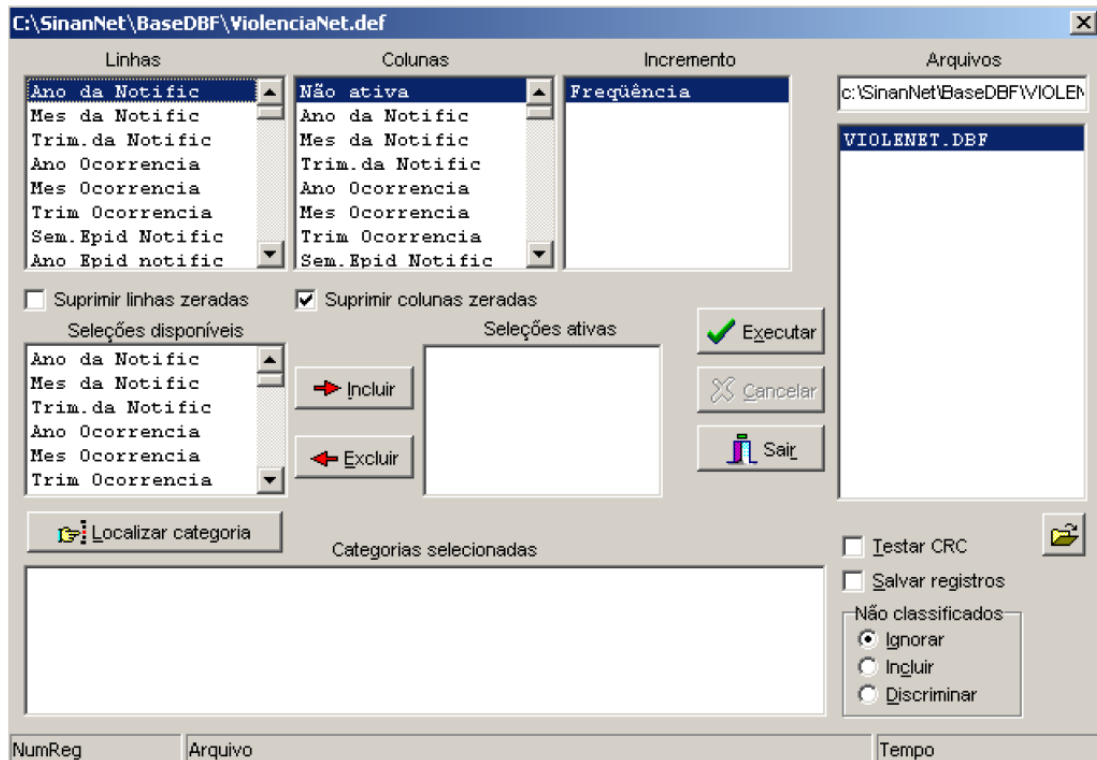 C:\SinanNet\BaseDBF\ViolenciaNet.def
Linhas
Ano da Notific
Mes da Notific
Trim.da Notific
Ano Ocorrencia
Mes Ocorrencia
Trim Ocorrencia
Sem.Epid Notific
Ano Epid notific
Colunas
Não ativa
Ano da Notific
Mes da Notific
Trim.da Notific
Ano Ocorrencia
Mes Ocorrencia
Trim Ocorrencia
Sem.Epid Notific
Incremento
Freqüência
Arquivos
c:\SinanNet\BaseDBF\VIOLEN
VIOLENET.DBF
Suprimir linhas zeradas
Suprimir colunas zeradas
Seleções disponíveis
Ano da Notific
Mes da Notific
Trim.da Notific
Ano Ocorrencia
Mes Ocorrencia
Trim Ocorrencia
Incluir
Excluir
Seleções ativas
Executar
Cancelar
Sair
Localizar categoria
Categorias selecionadas
Testar CRC
Salvar registros
Não classificados
Ignorar
Incluir
Discriminar
NumReg
Arquivo
Tempo